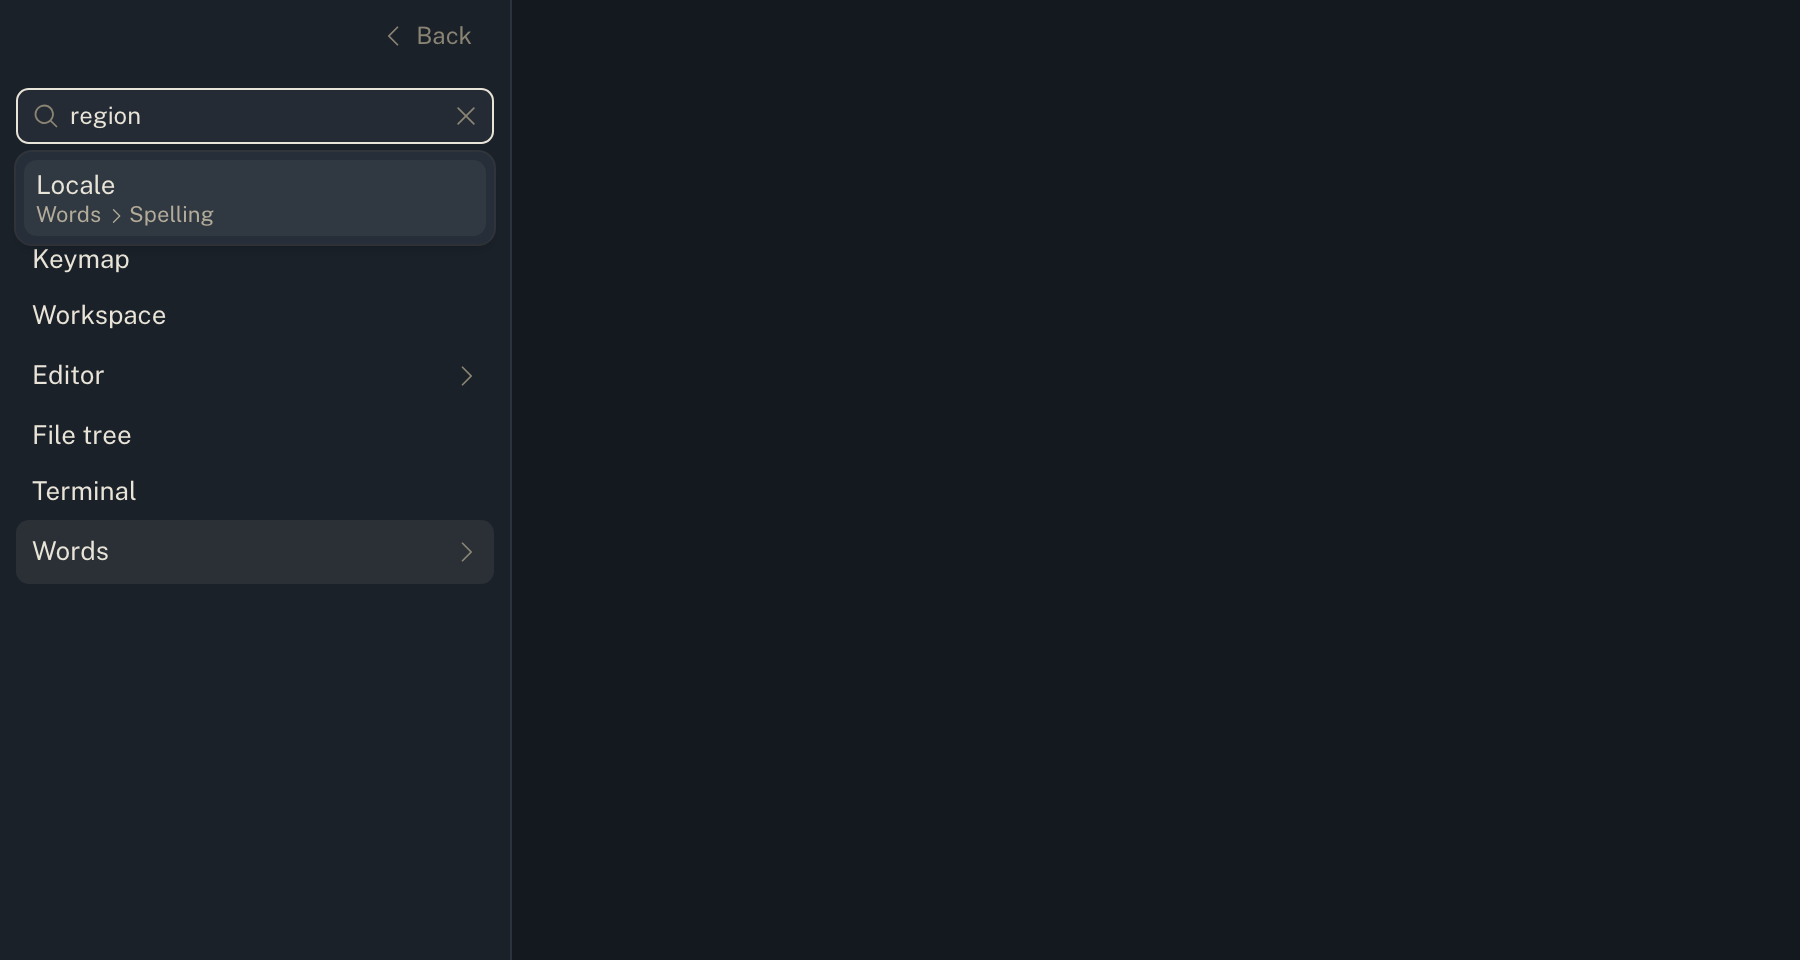 Back
region
Locale
Words > Spelling
Keymap
Workspace
Editor
File tree
Terminal
Words